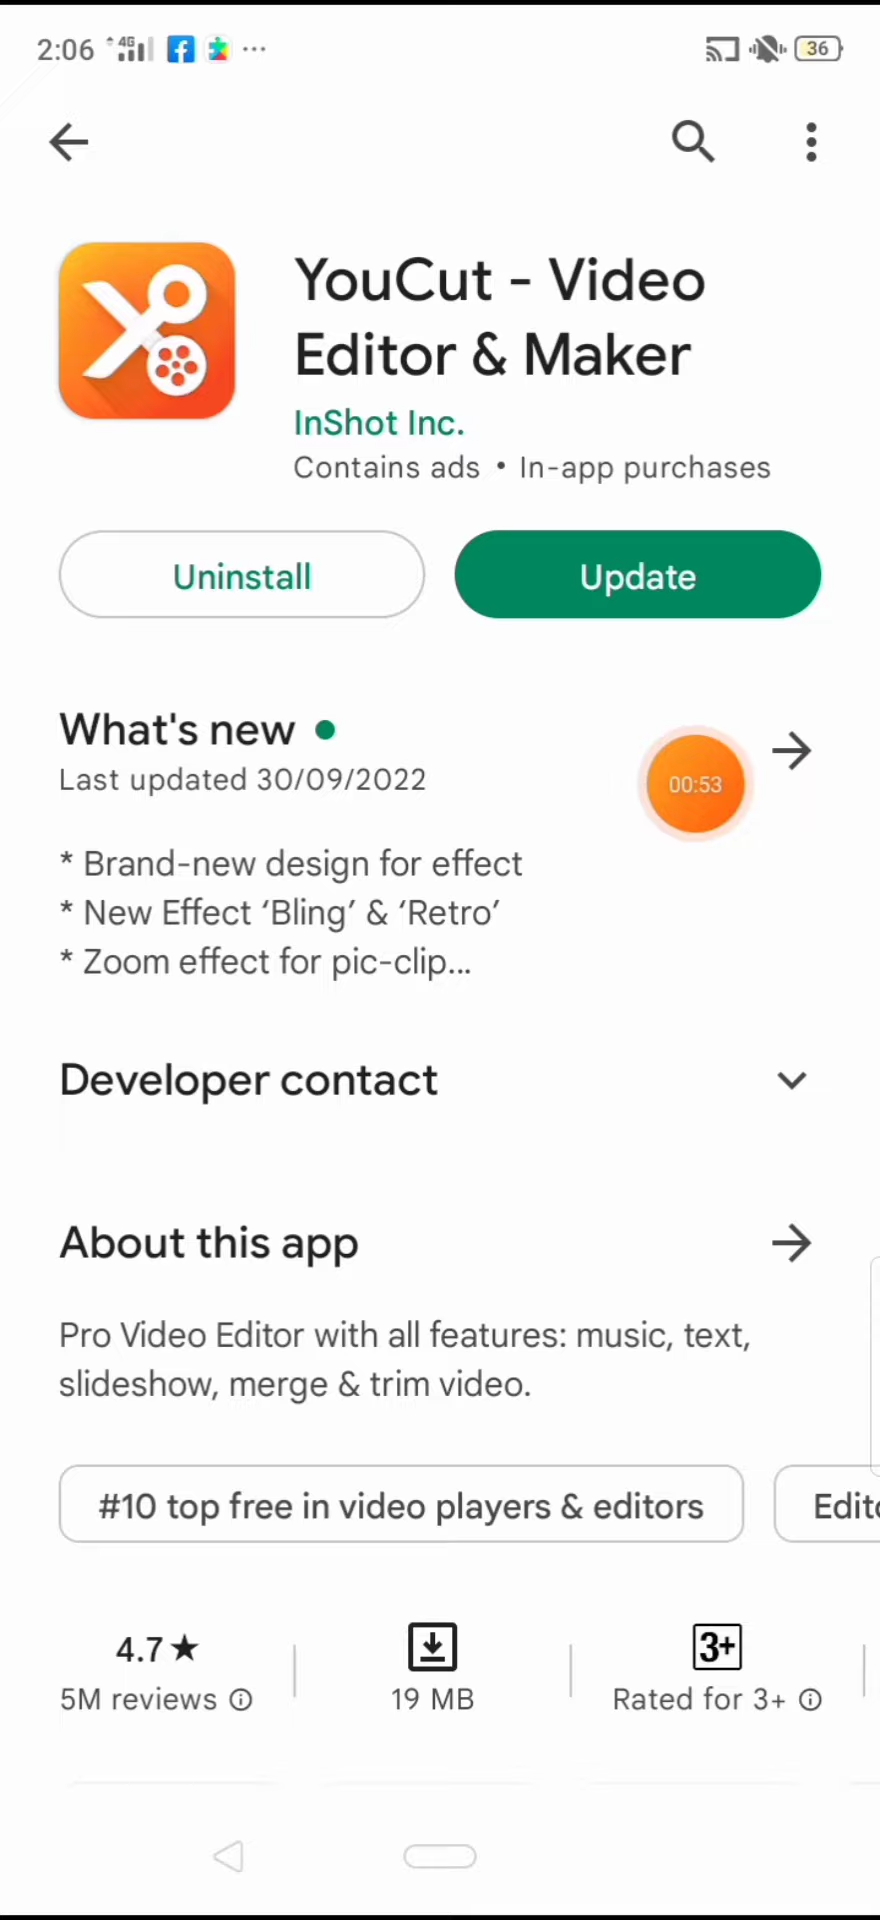 2:06 4G 36
YouCut - Video
Editor & Maker
InShot Inc.
Contains ads • In-app purchases
Uninstall Update
What's new
Last updated 30/09/2022
00:53
* Brand-new design for effect
* New Effect ‘Bling’ & ‘Retro’
* Zoom effect for pic-clip...
Developer contact
About this app
Pro Video Editor with all features: music, text,
slideshow, merge & trim video.
#10 top free in video players & editors
4.7★ 3+
5M reviews 19 MB Rated for 3+